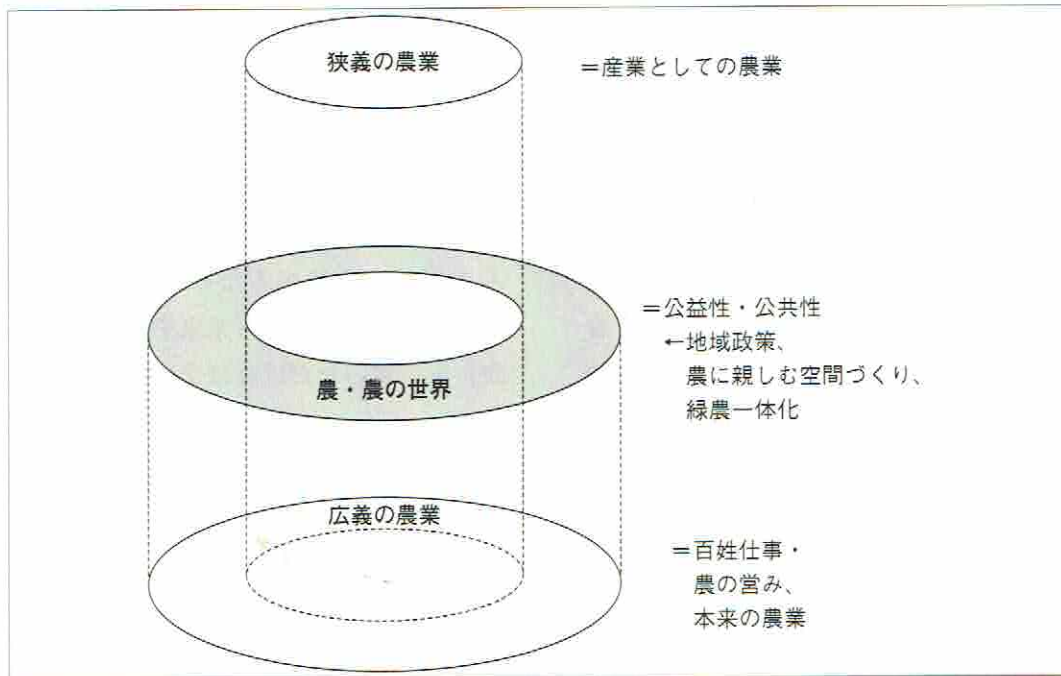 狭義の農業
＝産業としての農業
＝公益性・公共性
←地域政策、
農に親しむ空間づくり、
緑農一体化
農・農の世界
広義の農業
＝百姓仕事・
農の営み、
本来の農業